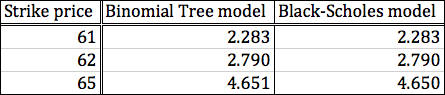 Strike price Binomial Tree model Black-Scholes model
61 2.283 2.283
62 2.790 2.790
65 4.651 4.650